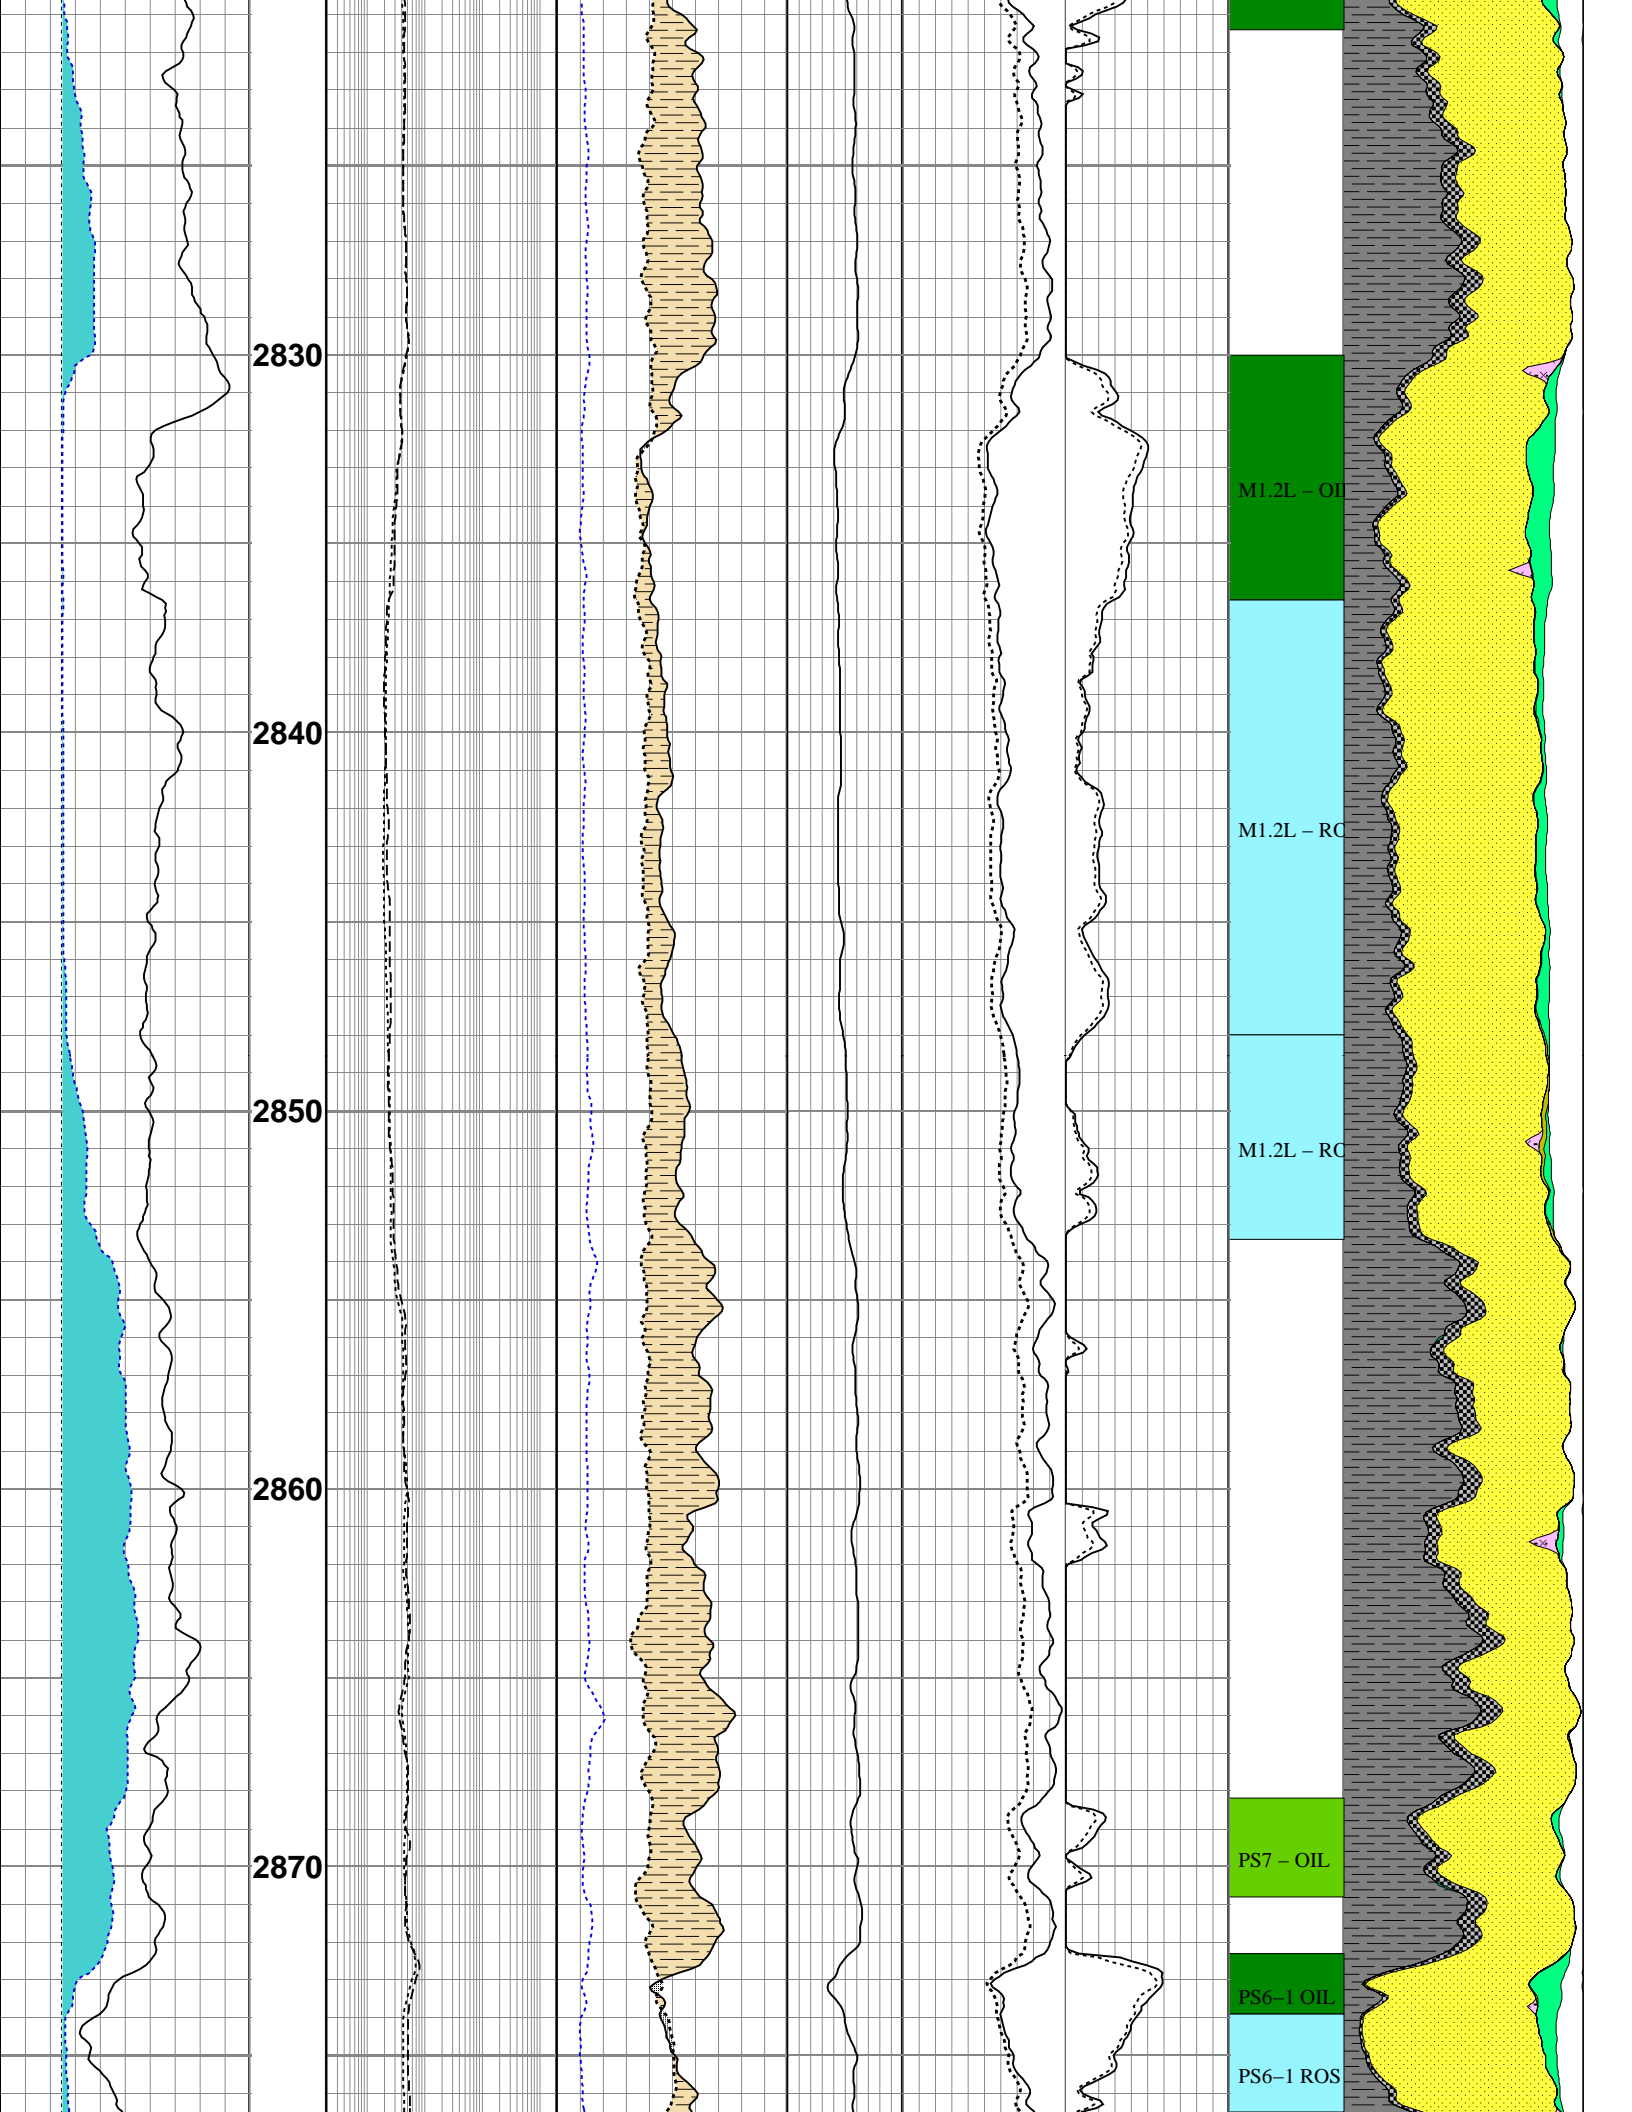 2830
M1.2L – OI
2840
M1.2L – RO
2850
M1.2L – RO
2860
2870
PS7 – OIL
PS6–1 OIL
PS6–1 ROS